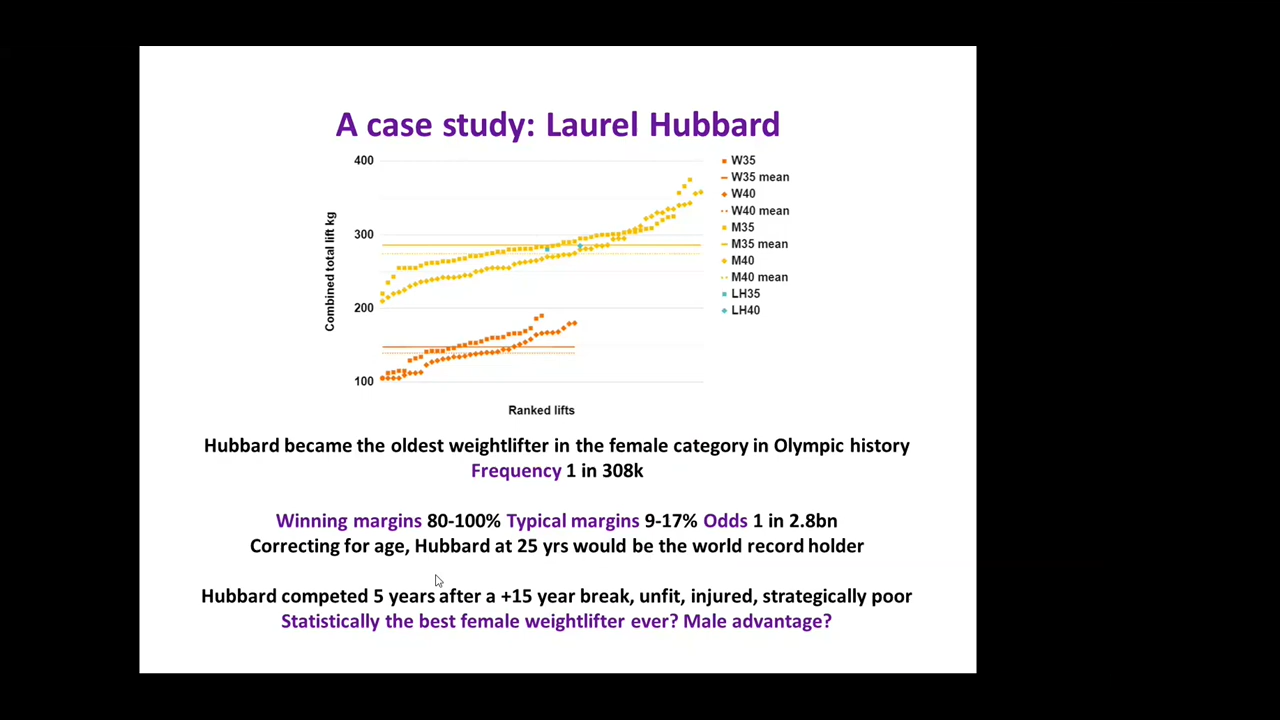 A case study: Laurel Hubbard
400
300
200
100
Combined total lift kg
Ranked lifts
W35
W35 mean
W40
W40 mean
M35
M35 mean
M40
M40 mean
LH35
LH40
Hubbard became the oldest weightlifter in the female category in Olympic history
Frequency 1 in 308k
Winning margins 80-100% Typical margins 9-17% Odds 1 in 2.8bn
Correcting for age, Hubbard at 25 yrs would be the world record holder
Hubbard competed 5 years after a +15 year break, unfit, injured, strategically poor
Statistically the best female weightlifter ever? Male advantage?